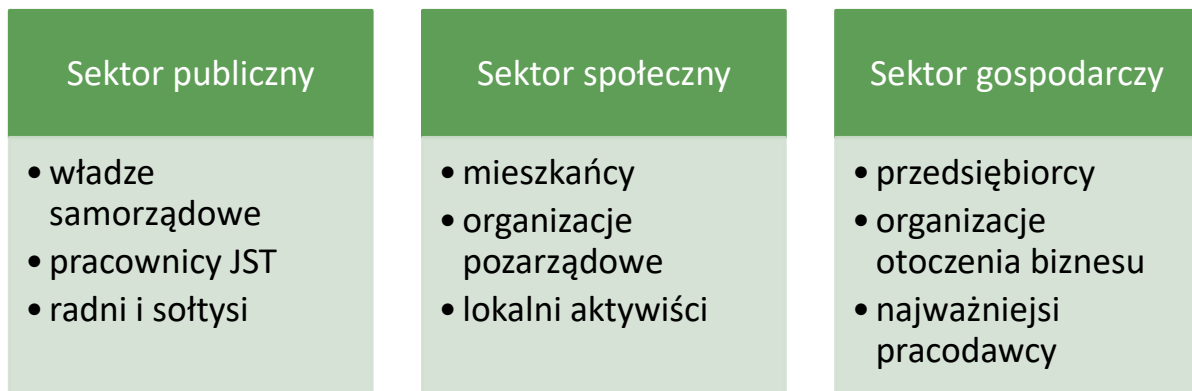 Sektor publiczny
• władze
samorządowe
• pracownicy JST
• radni i sołtysi
Sektor społeczny
• mieszkańcy
• organizacje
pozarządowe
• lokalni aktywiści
Sektor gospodarczy
• przedsiębiorcy
• organizacje
otoczenia biznesu
• najważniejsi
pracodawcy